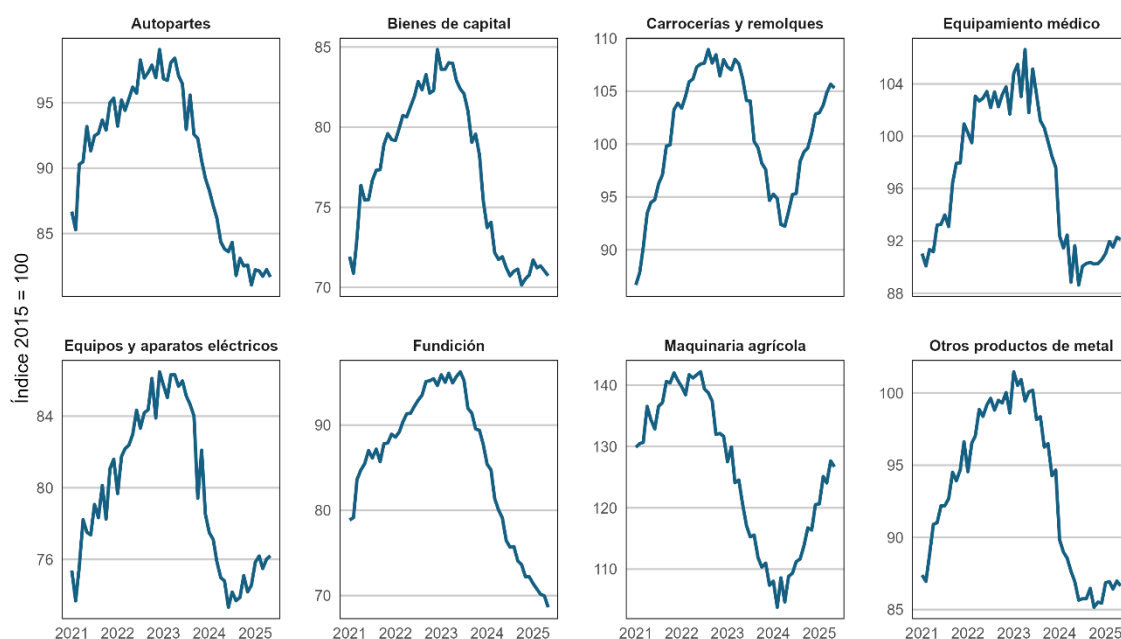 Autopartes
Bienes de capital
Carrocerías y remolques
Equipamiento médico
95
90
85
85
80
75
70
110
105
100
95
90
104
100
96
92
88
Índice 2015 = 100
Equipos y aparatos eléctricos
Fundición
Maquinaria agrícola
Otros productos de metal
84
80
76
90
80
70
140
130
120
110
100
95
90
85
2021 2022 2023 2024 2025
2021 2022 2023 2024 2025
2021 2022 2023 2024 2025
2021 2022 2023 2024 2025